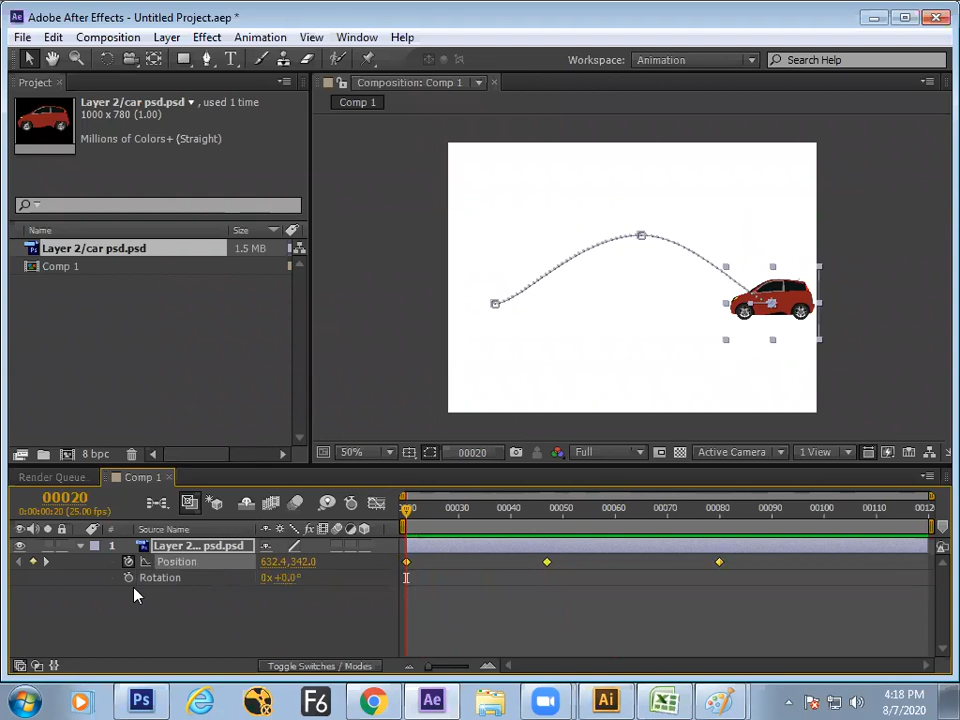 Adobe After Effects - Untitled Project.aep *
File Edit Composition Layer Effect Animation View Window Help
Workspace: Animation Search Help
Project
Composition: Comp 1
Layer 2/car psd.psd ▾, used 1 time
1000 x 780 (1.00)
Millions of Colors+ (Straight)
Comp 1
Name Size
Layer 2/car psd.psd 1.5 MB
Comp 1
8 bpc
50% 00020 Full Active Camera 1 View
Render Queue Comp 1
00020
0:00:00:20 (25.00 fps)
00030 00040 00050 00060 00070 00080 00090 00100 00110 0012
# Source Name
1 Layer 2... psd.psd
Position 632.4,342.0
Rotation 0x+0.0°
Toggle Switches / Modes
Ps F6 Ae Ai
4:18 PM
8/7/2020